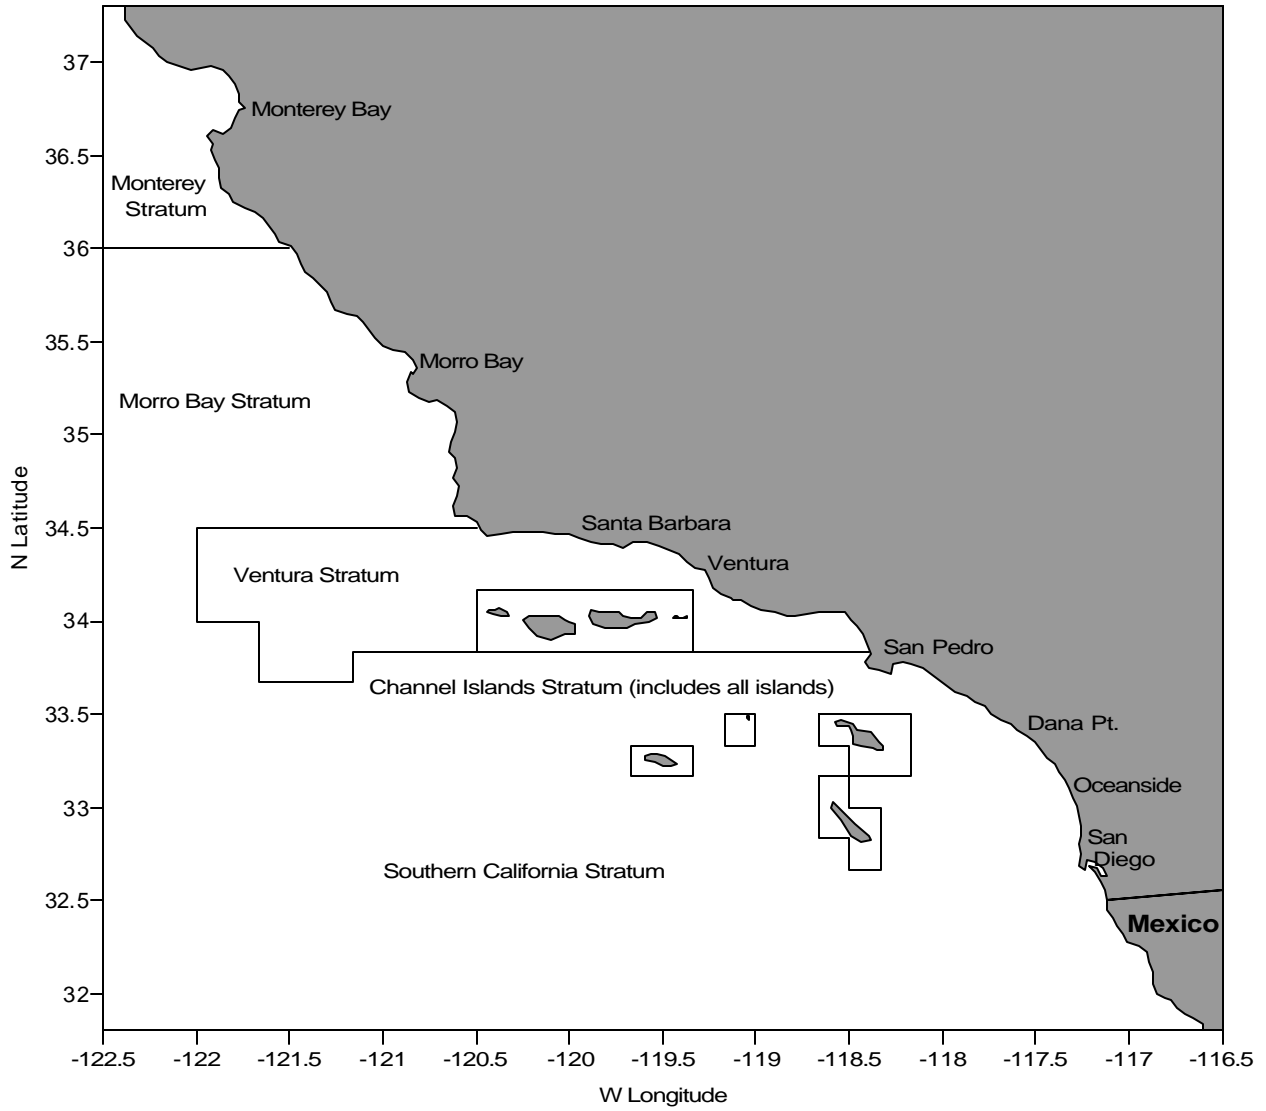 37
Monterey Bay
36.5
Monterey
Stratum
36
35.5
Morro Bay
Morro Bay Stratum
35
N Latitude
34.5
Santa Barbara
Ventura
Ventura Stratum
34
San Pedro
Channel Islands Stratum (includes all islands)
33.5
Dana Pt.
Oceanside
33
San
Diego
Southern California Stratum
32.5
Mexico
32
-122.5 -122 -121.5 -121 -120.5 -120 -119.5 -119 -118.5 -118 -117.5 -117 -116.5
W Longitude